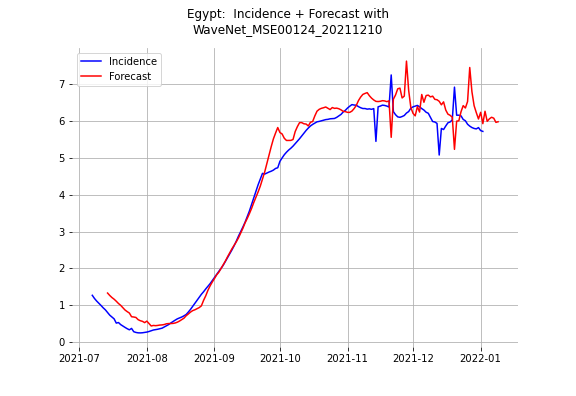 Egypt:  Incidence + Forecast with
WaveNet_MSE00124_20211210
Incidence
Forecast
7
6
5
4
3
2
1
0
2021-07 2021-08 2021-09 2021-10 2021-11 2021-12 2022-01